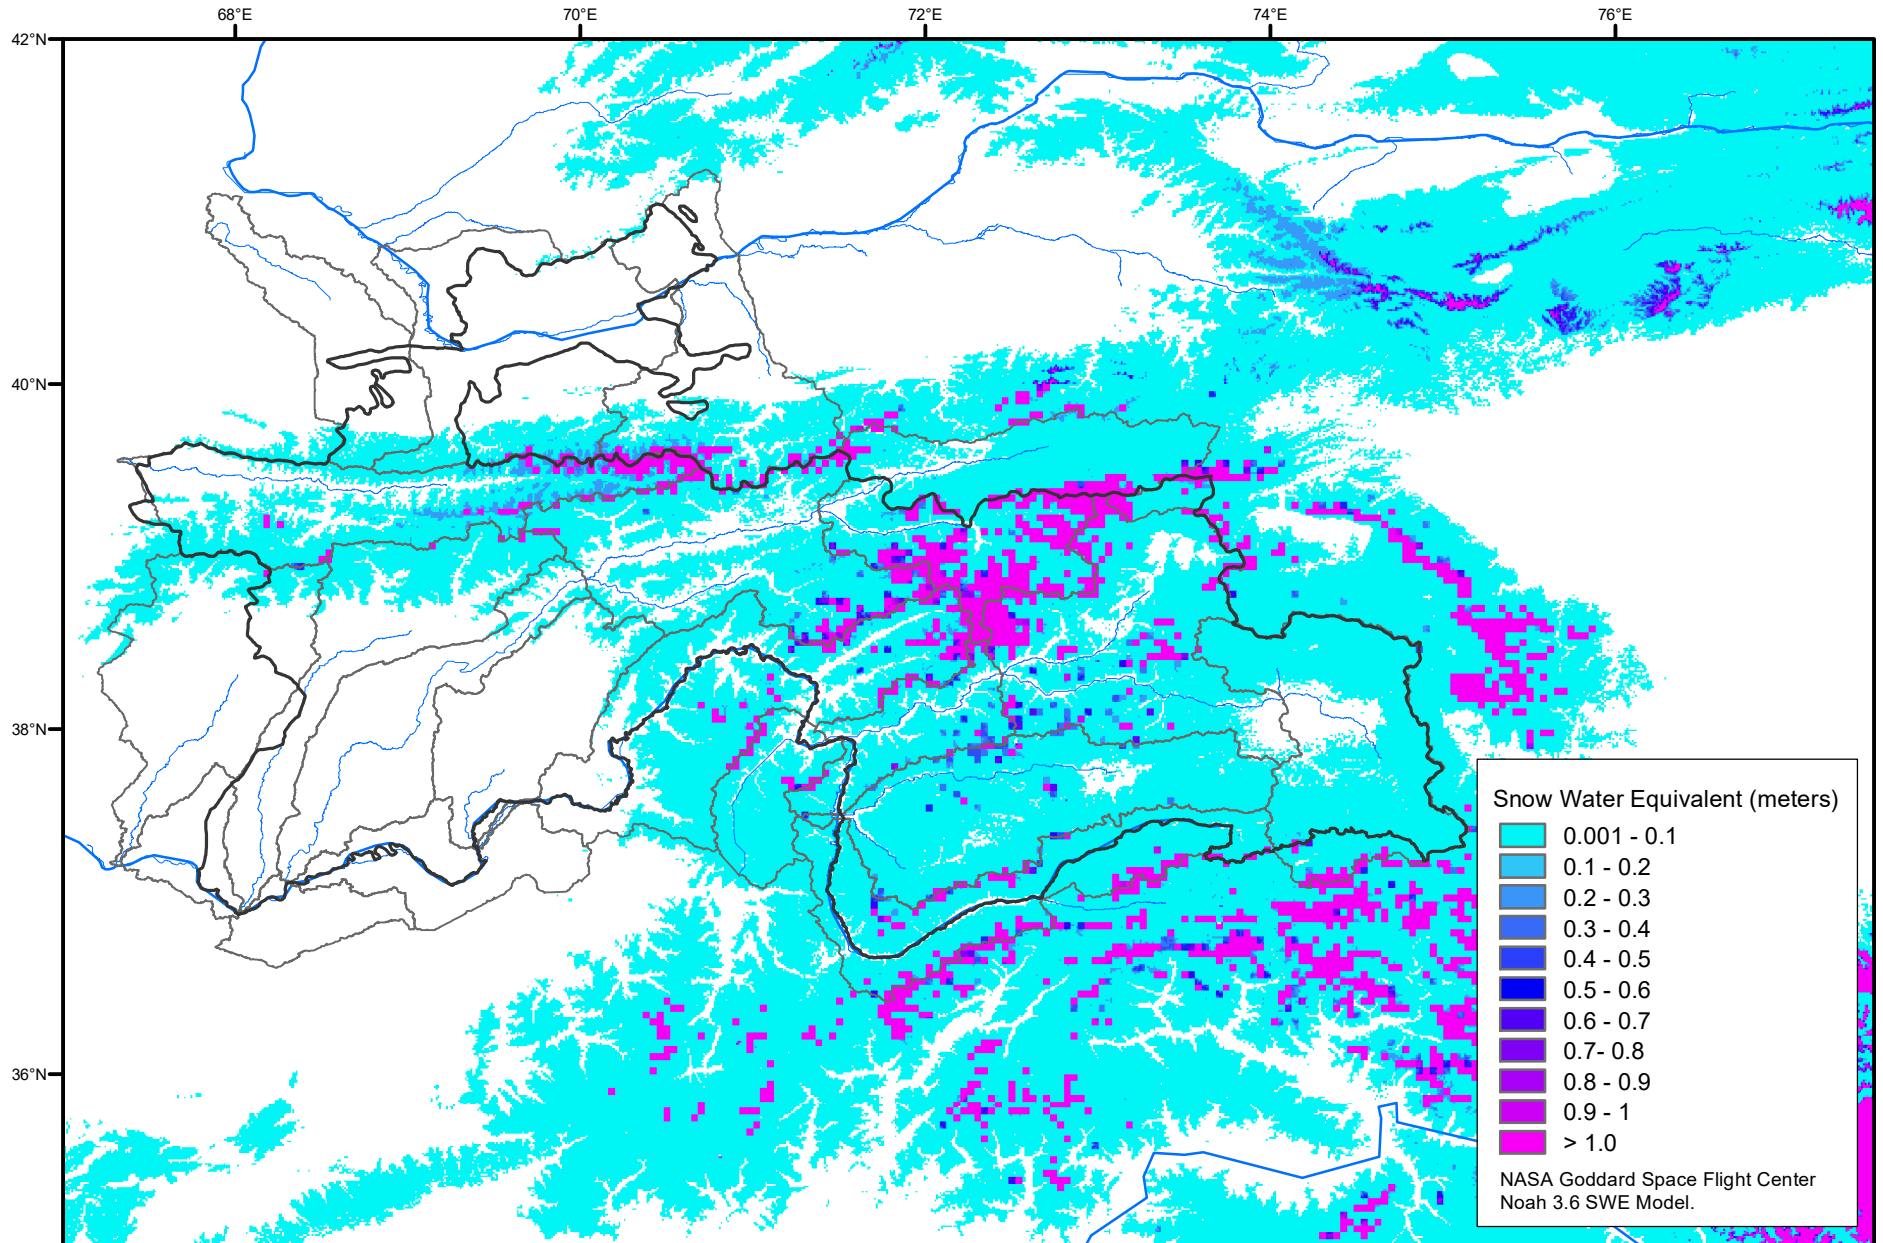 68°E
70°E
72°E
74°E
76°E
42°N
40°N
38°N
36°N
Snow Water Equivalent (meters)
0.001 - 0.1
0.1 - 0.2
0.2 - 0.3
0.3 - 0.4
0.4 - 0.5
0.5 - 0.6
0.6 - 0.7
0.7- 0.8
0.8 - 0.9
0.9 - 1
> 1.0
NASA Goddard Space Flight Center
Noah 3.6 SWE Model.